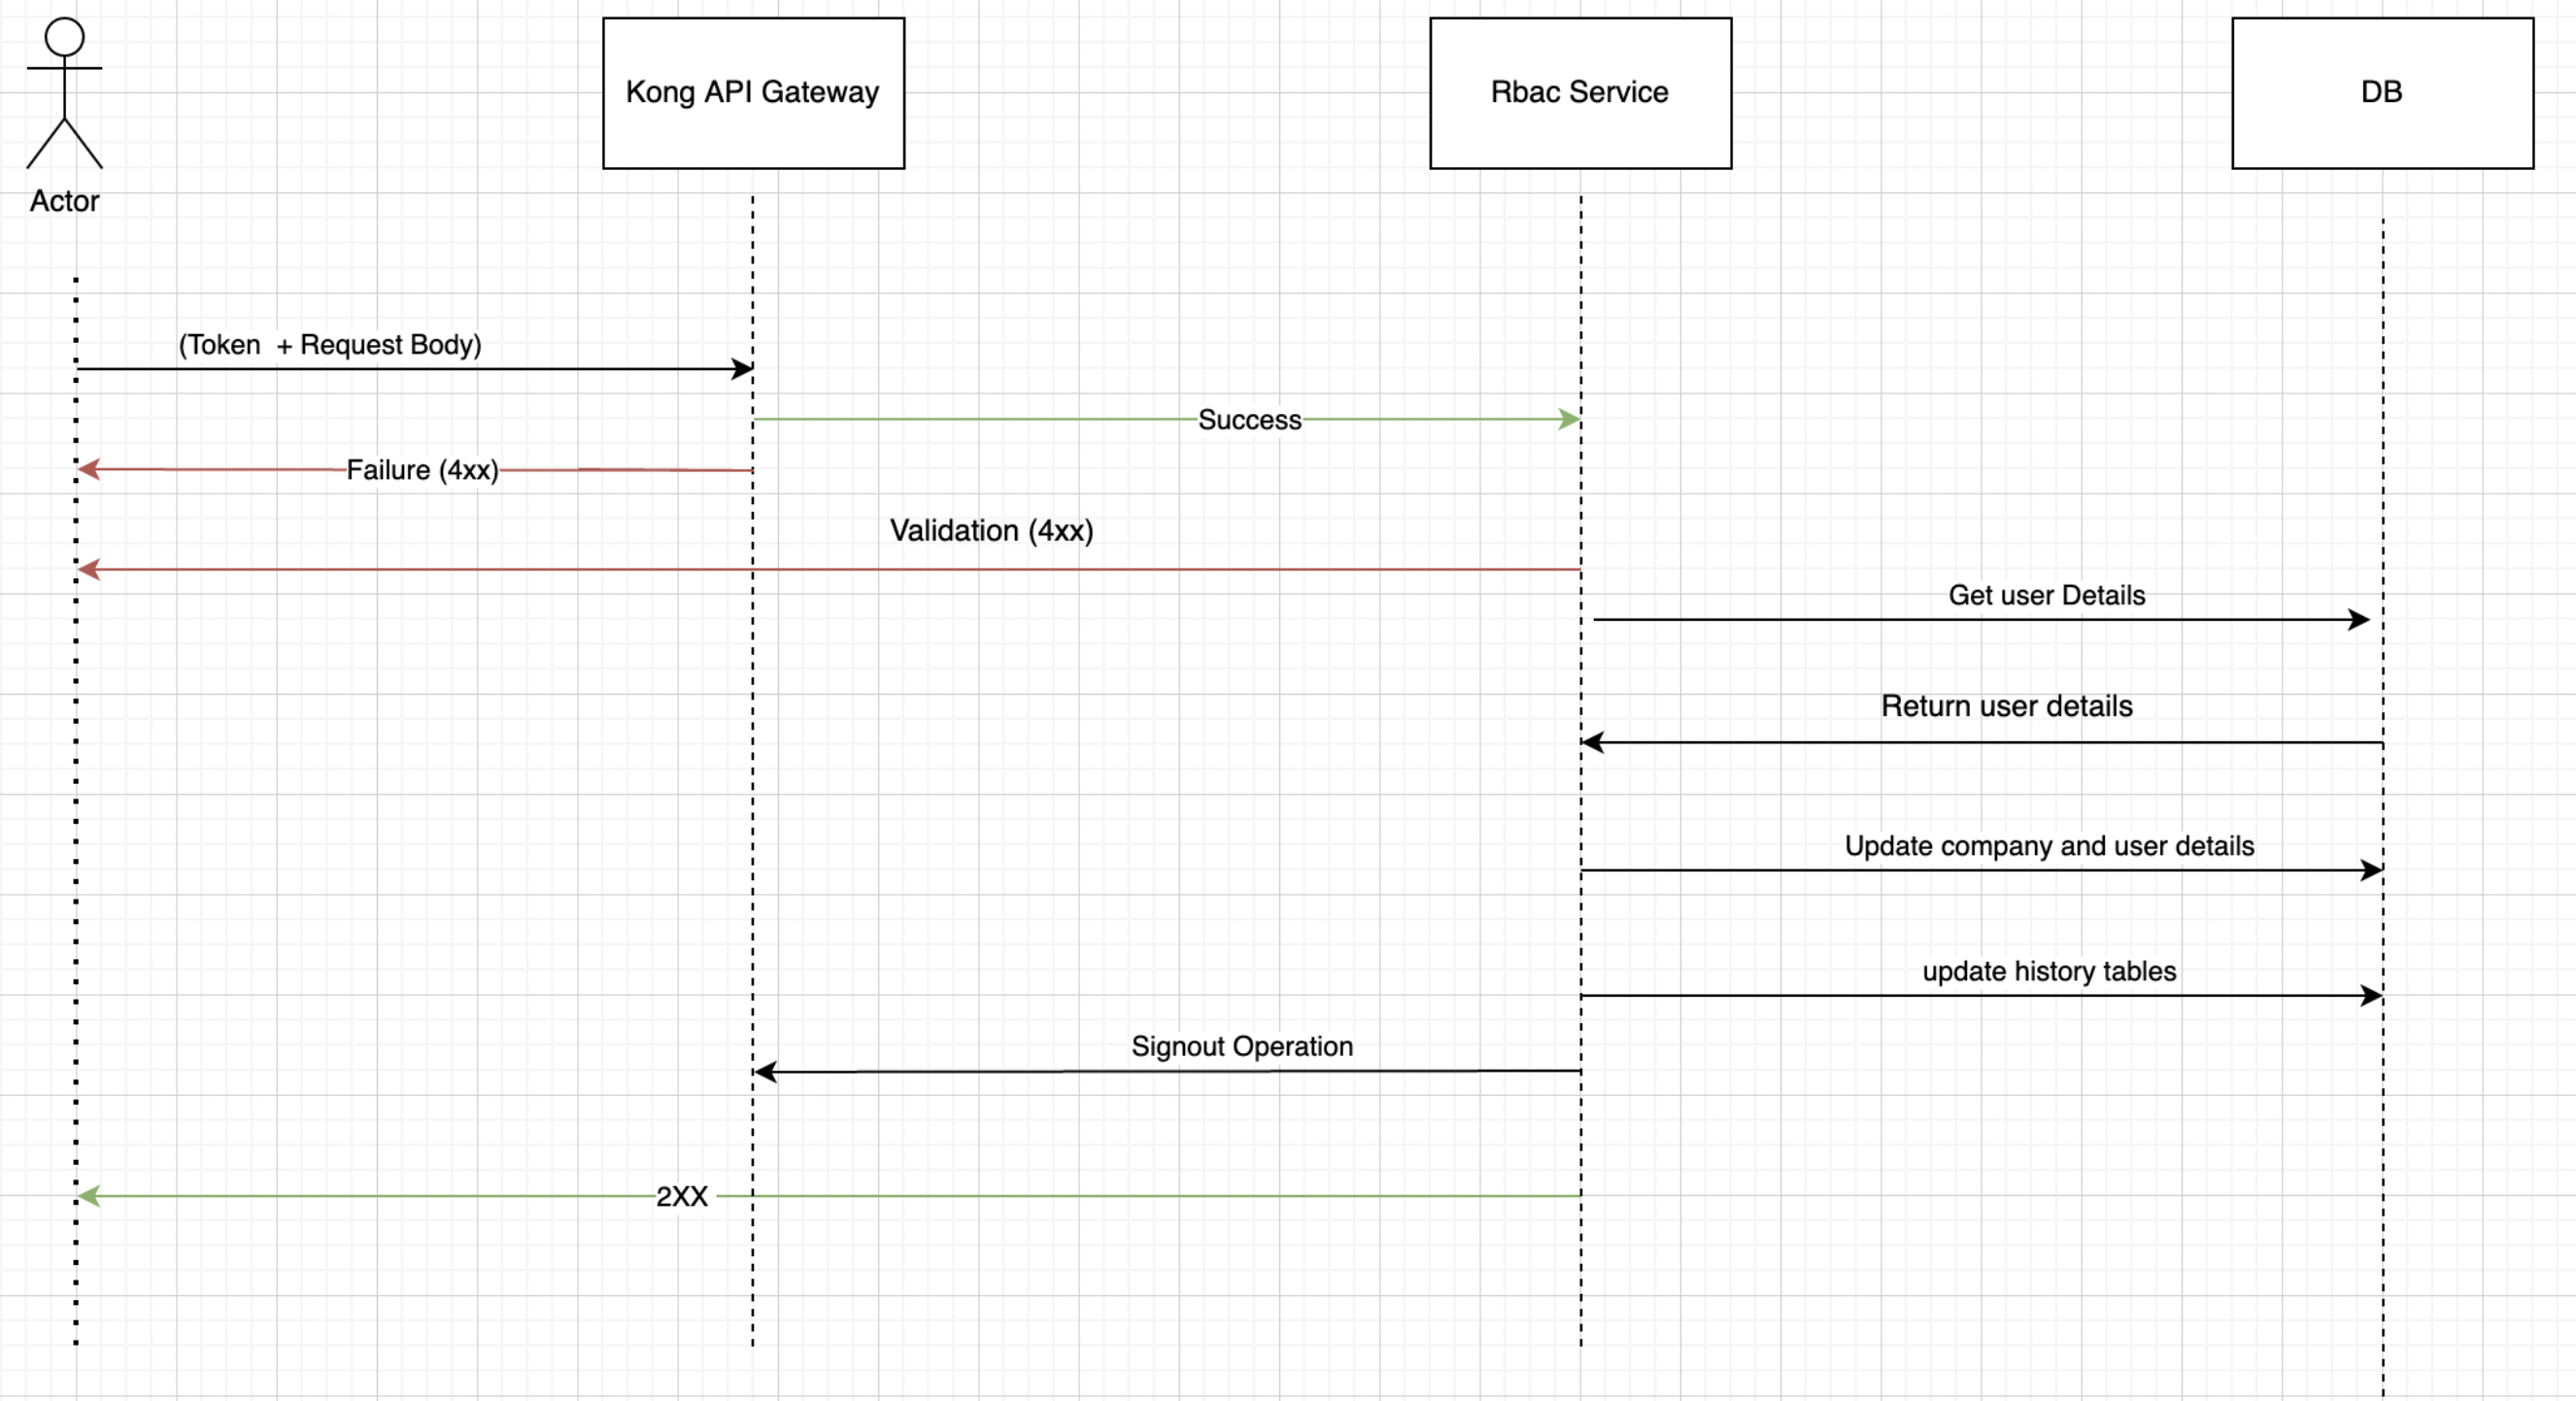 Kong API Gateway
Rbac Service
DB
Actor
(Token  + Request Body)
Success
Failure (4xx)
Validation (4xx)
Get user Details
Return user details
Update company and user details
update history tables
Signout Operation
2XX